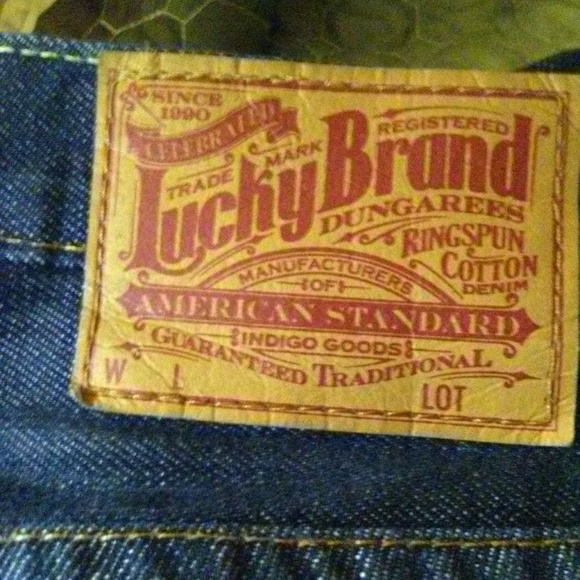 SINCE
1990
CELEBRATED
TRADE MARK
REGISTERED
Lucky Brand
DUNGAREES
RINGSPUN
COTTON
DENIM
MANUFACTURERS
OF
AMERICAN STANDARD
INDIGO GOODS
GUARANTEED TRADITIONAL
W L LOT